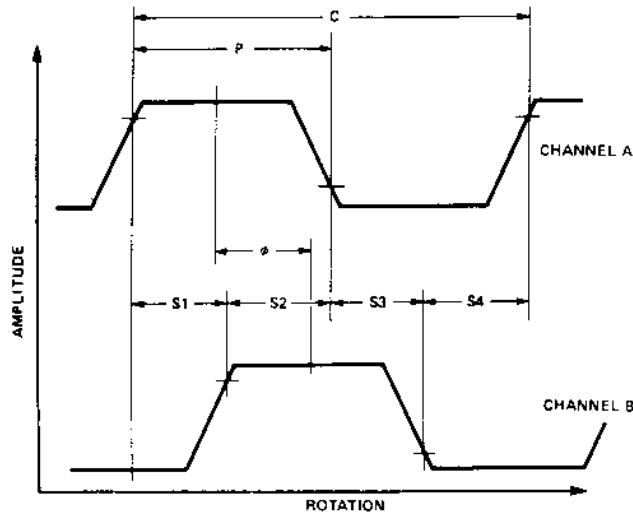 C
P
CHANNEL A
ø
S1 S2 S3 S4
AMPLITUDE
CHANNEL B
ROTATION